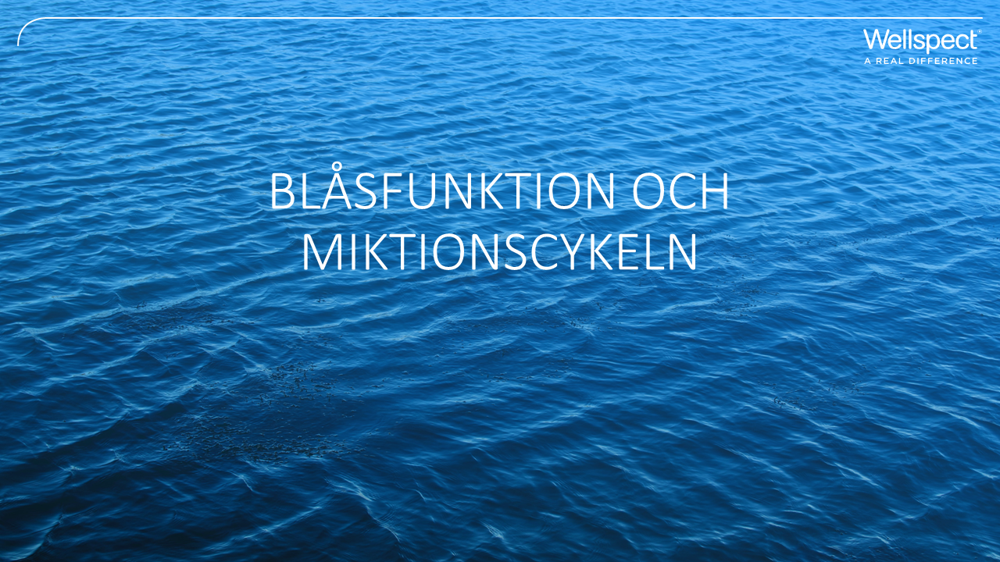 Wellspect®
A REAL DIFFERENCE
BLÅSFUNKTION OCH
MIKTIONSCYKELN